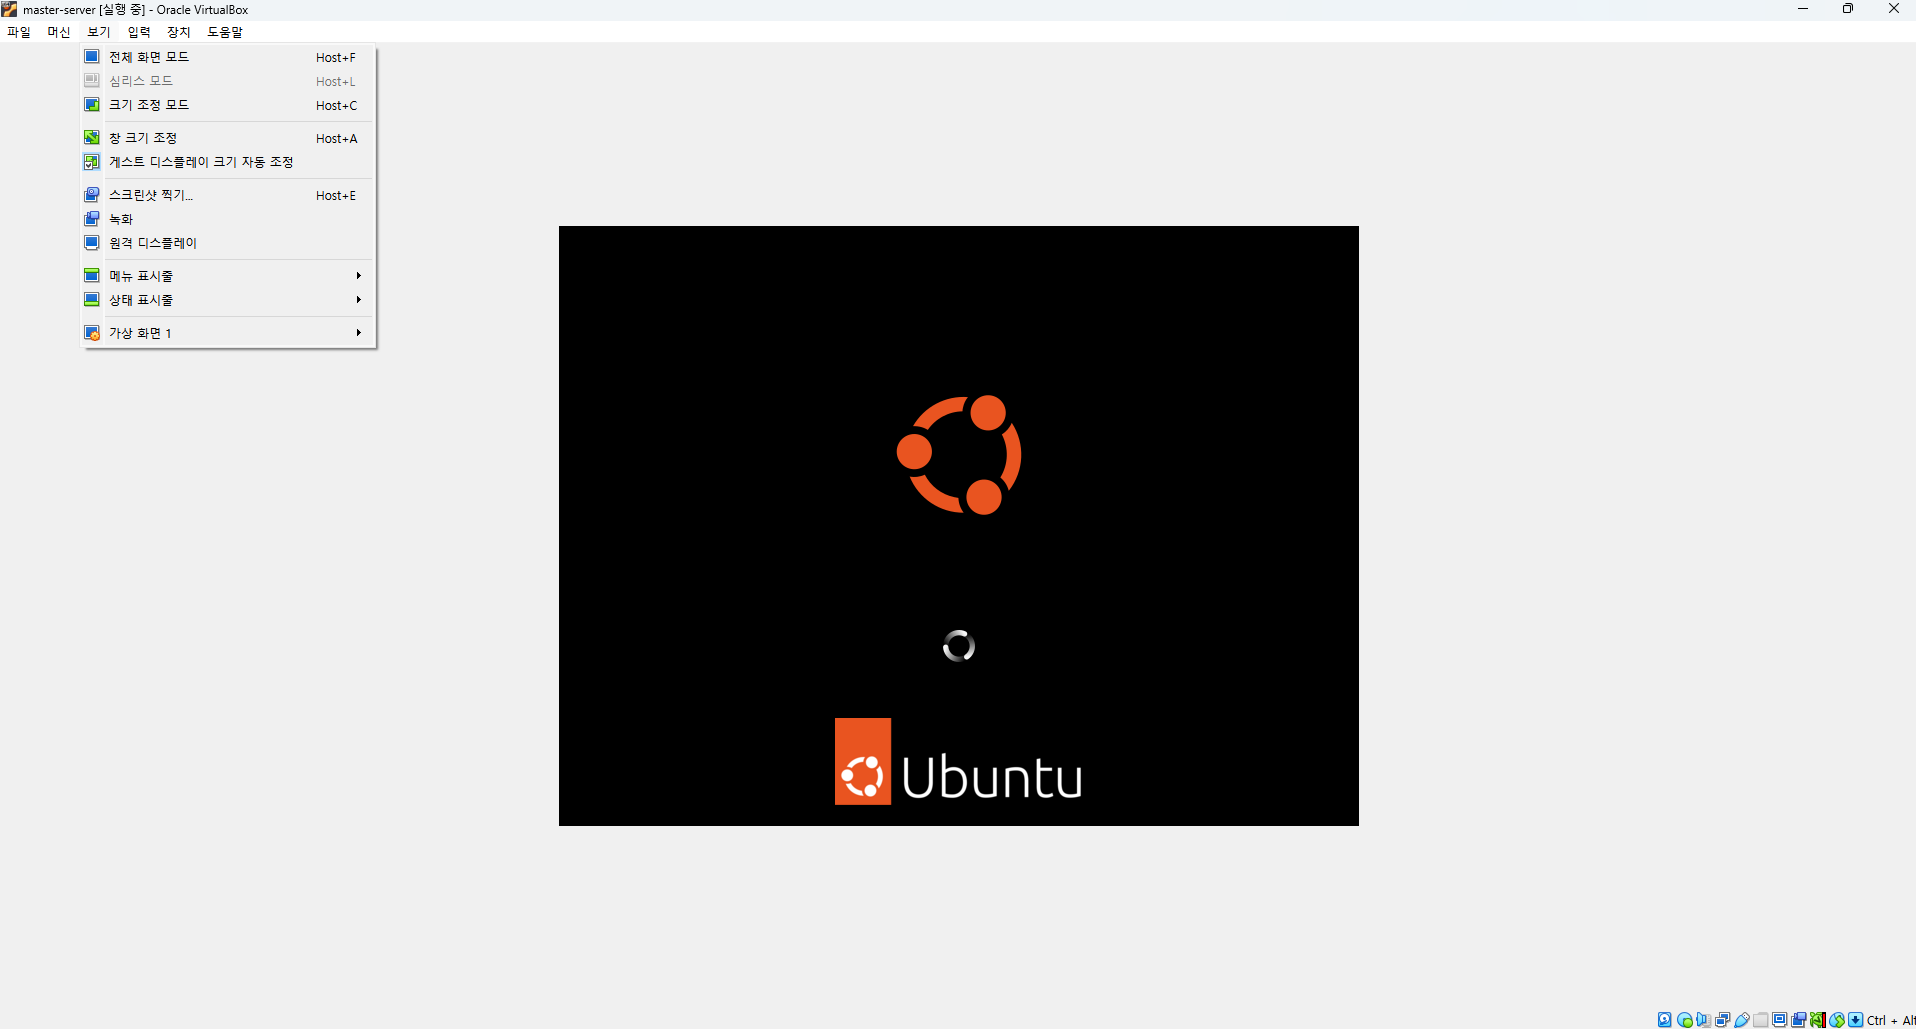 master-server [실행 중] - Oracle VirtualBox
파일 머신 보기 입력 장치 도움말
전체 화면 모드 Host+F
심리스 모드 Host+L
크기 조정 모드 Host+C
창 크기 조정 Host+A
게스트 디스플레이 크기 자동 조정
스크린샷 찍기... Host+E
녹화
원격 디스플레이
메뉴 표시줄
상태 표시줄
가상 화면 1
Ubuntu
Ctrl + Alt